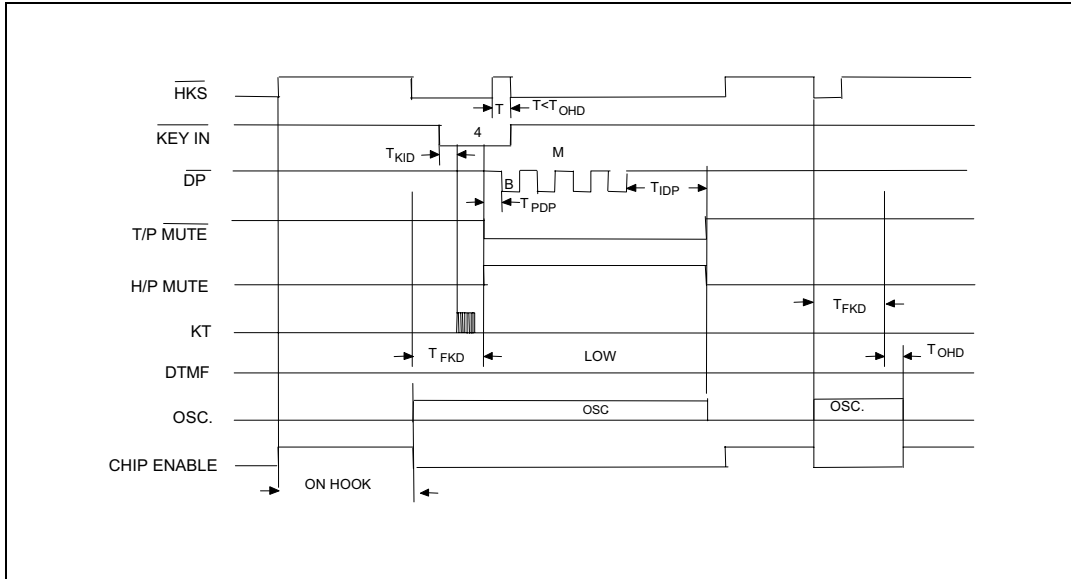 HKS
T T<TOHD
KEY IN
4
TKID
M
DP
B
TIDP
TPDP
T/P MUTE
H/P MUTE
TFKD
KT
TFKD
LOW
TOHD
DTMF
OSC
OSC.
OSC.
CHIP ENABLE
ON HOOK